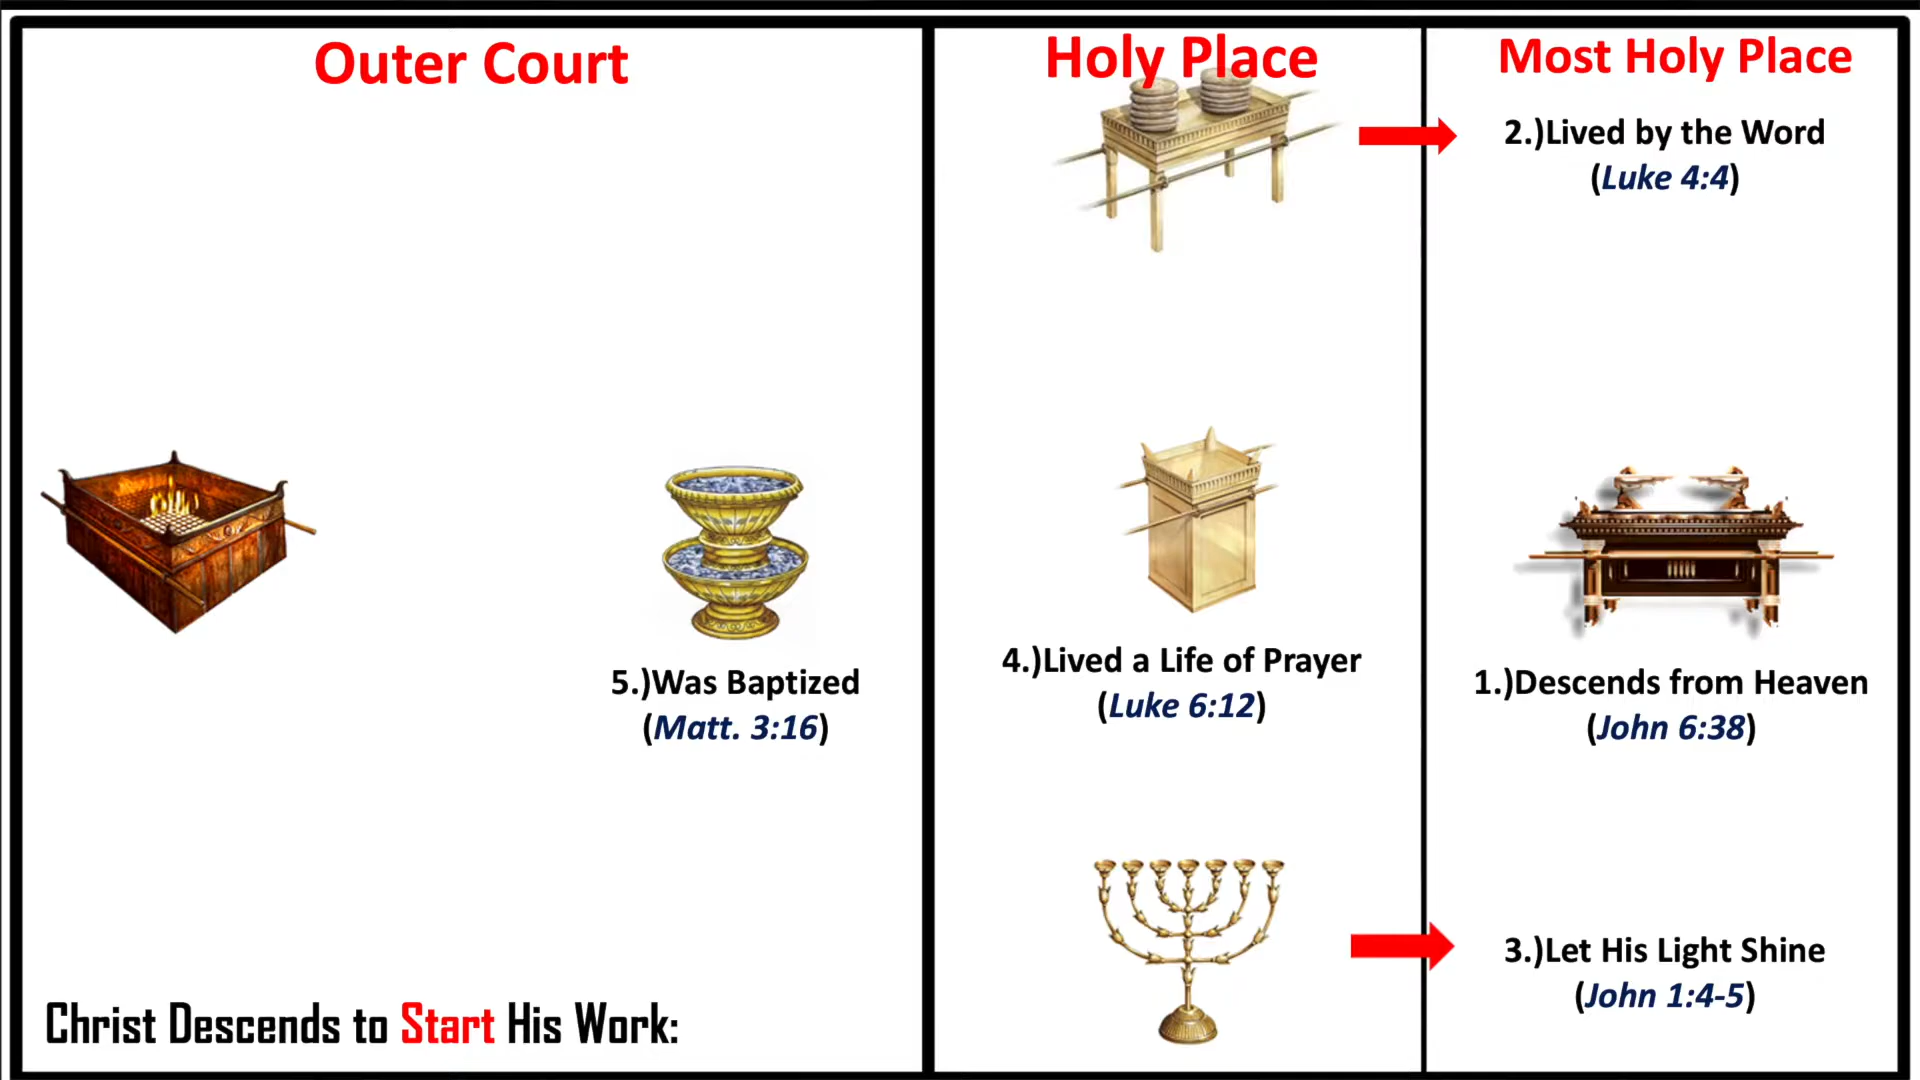 Outer Court
Holy Place
Most Holy Place
2.)Lived by the Word
(Luke 4:4)
5.)Was Baptized
(Matt. 3:16)
4.)Lived a Life of Prayer
(Luke 6:12)
1.)Descends from Heaven
(John 6:38)
3.)Let His Light Shine
(John 1:4-5)
Christ Descends to Start His Work: